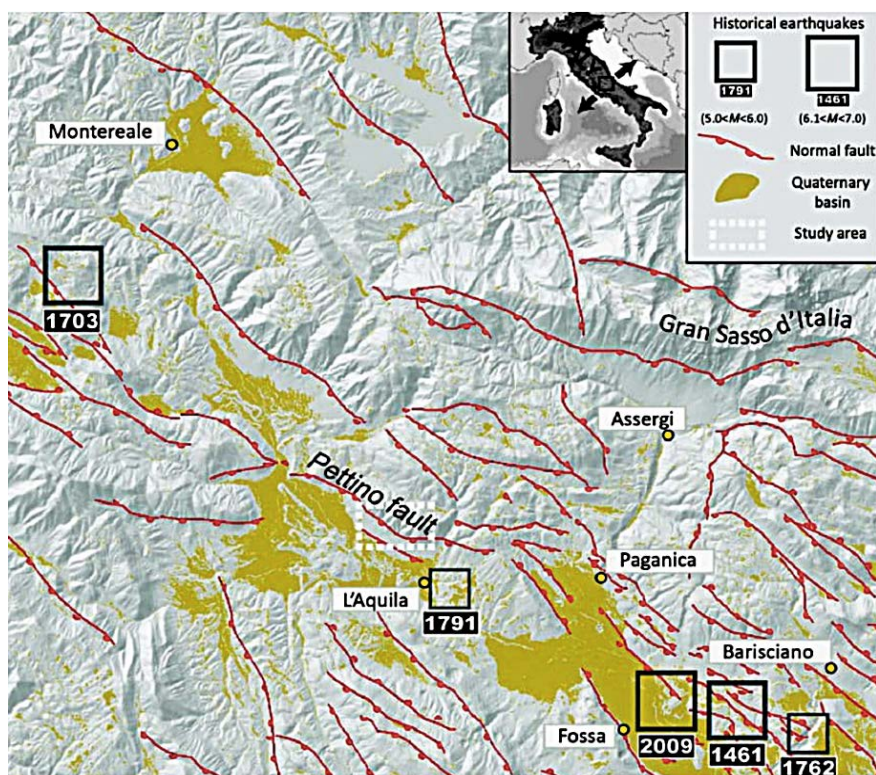 Historical earthquakes
1791
1461
(5.0<M<6.0)
(6.1<M<7.0)
Normal fault
Quaternary
basin
Study area
Montereale
1703
Gran Sasso d'Italia
Assergi
Pettino fault
Paganica
L'Aquila
1791
Barisciano
Fossa
2009
1461
1762